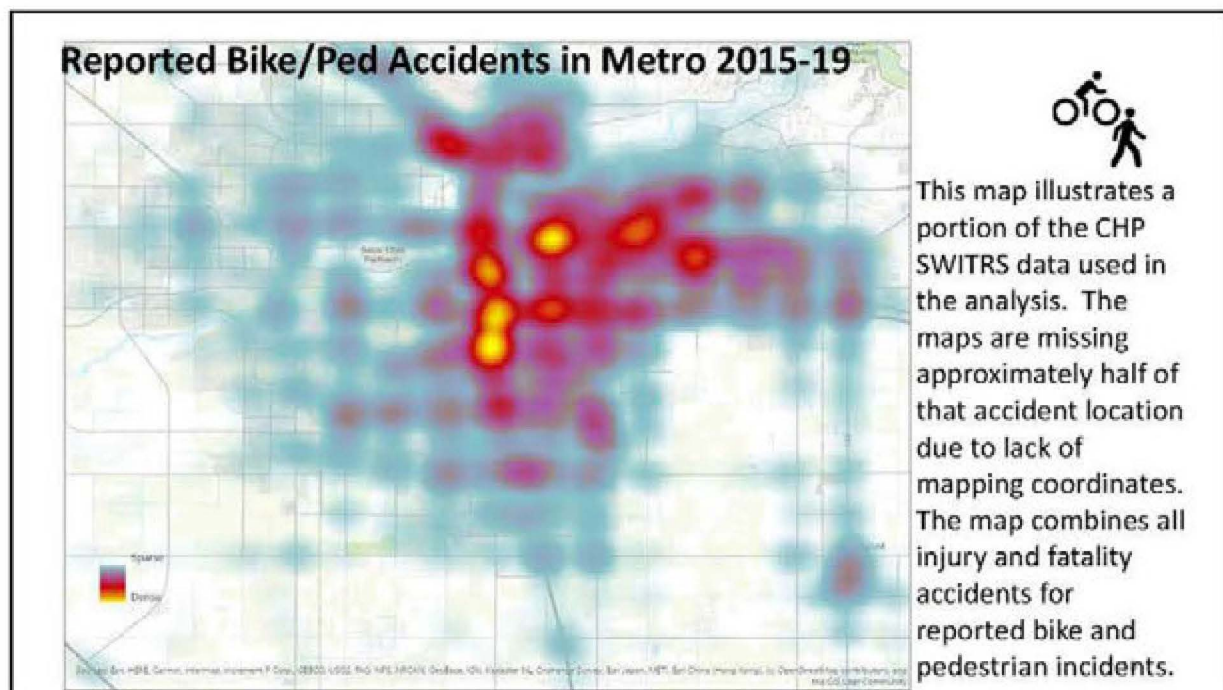 Reported Bike/Ped Accidents in Metro 2015-19
This map illustrates a
portion of the CHP
SWITRS data used in
the analysis. The
maps are missing
approximately half of
that accident location
due to lack of
mapping coordinates.
The map combines all
injury and fatality
accidents for
reported bike and
pedestrian incidents.
Sparse
Dense